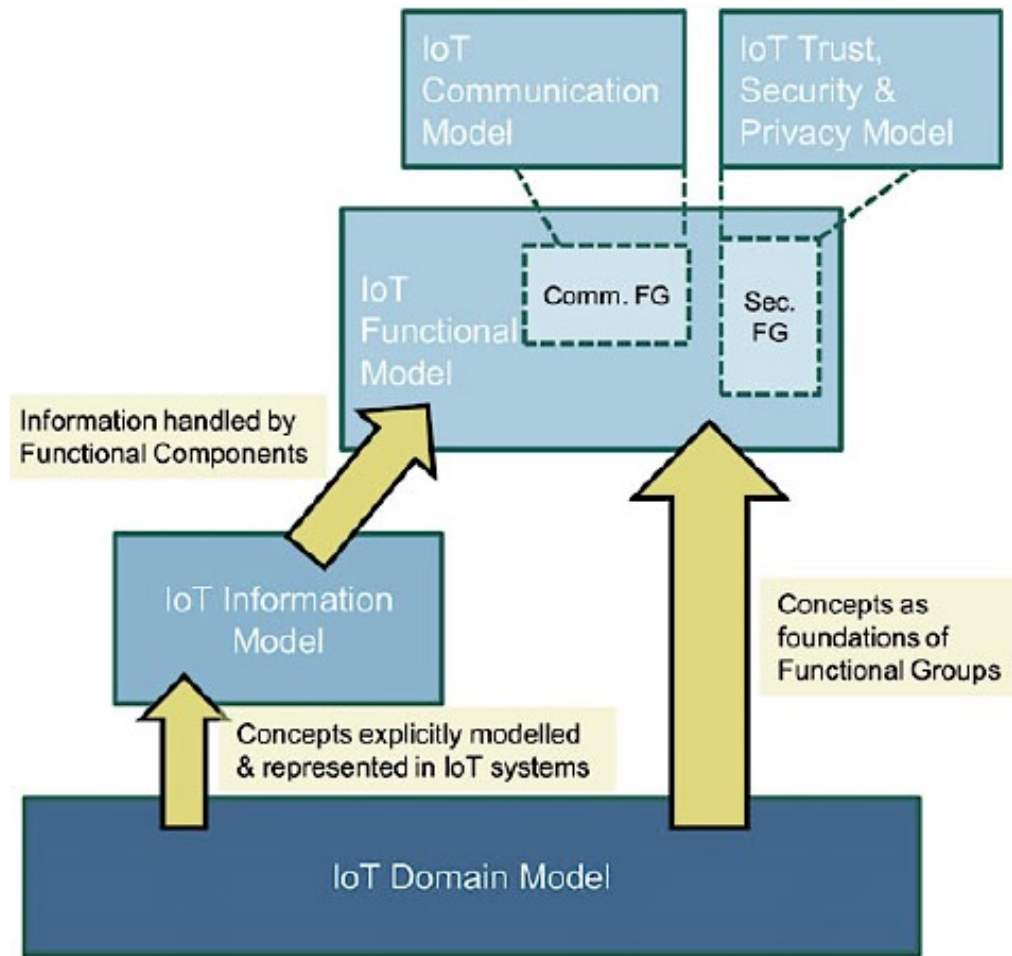 IoT
Communication
Model
IoT Trust,
Security &
Privacy Model
IoT
Functional
Model
Comm. FG
Sec.
FG
Information handled by
Functional Components
IoT Information
Model
Concepts as
foundations of
Functional Groups
Concepts explicitly modelled
& represented in IoT systems
IoT Domain Model